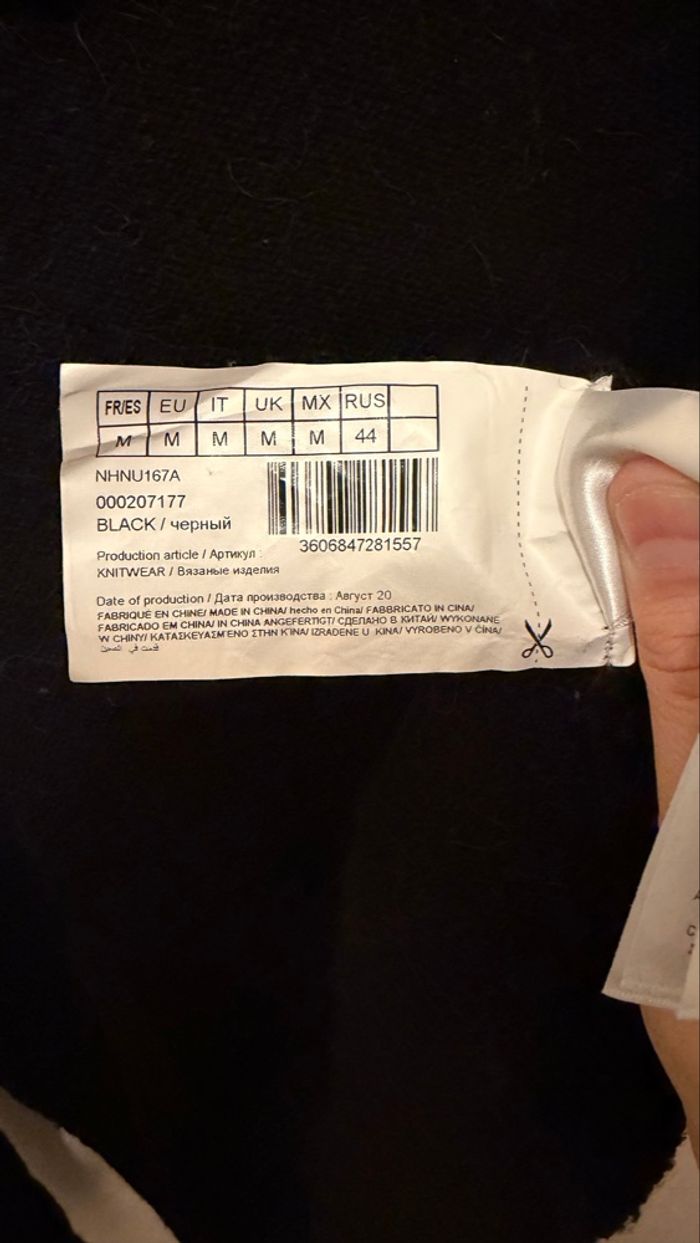 FR/ES EU IT UK MX RUS
M M M M M 44
NHNU167A
000207177
BLACK / черный
3606847281557
Production article / Артикул :
KNITWEAR / Вязаные изделия
Date of production / Дата производства : Август 20
FABRIQUÉ EN CHINE/ MADE IN CHINA/ hecho en China/ FABBRICATO IN CINA/
FABRICADO EM CHINA/ IN CHINA ANGEFERTIGT/ СДЕЛАНО В КИТАЙ/ WYKONANE
W CHINY/ ΚΑΤΑΣΚΕΥΑΣΜΈΝΟ ΣΤΗΝ ΚΊΝΑ/ IZRAĐENE U KINA/ VYROBENO V ČÍNA/